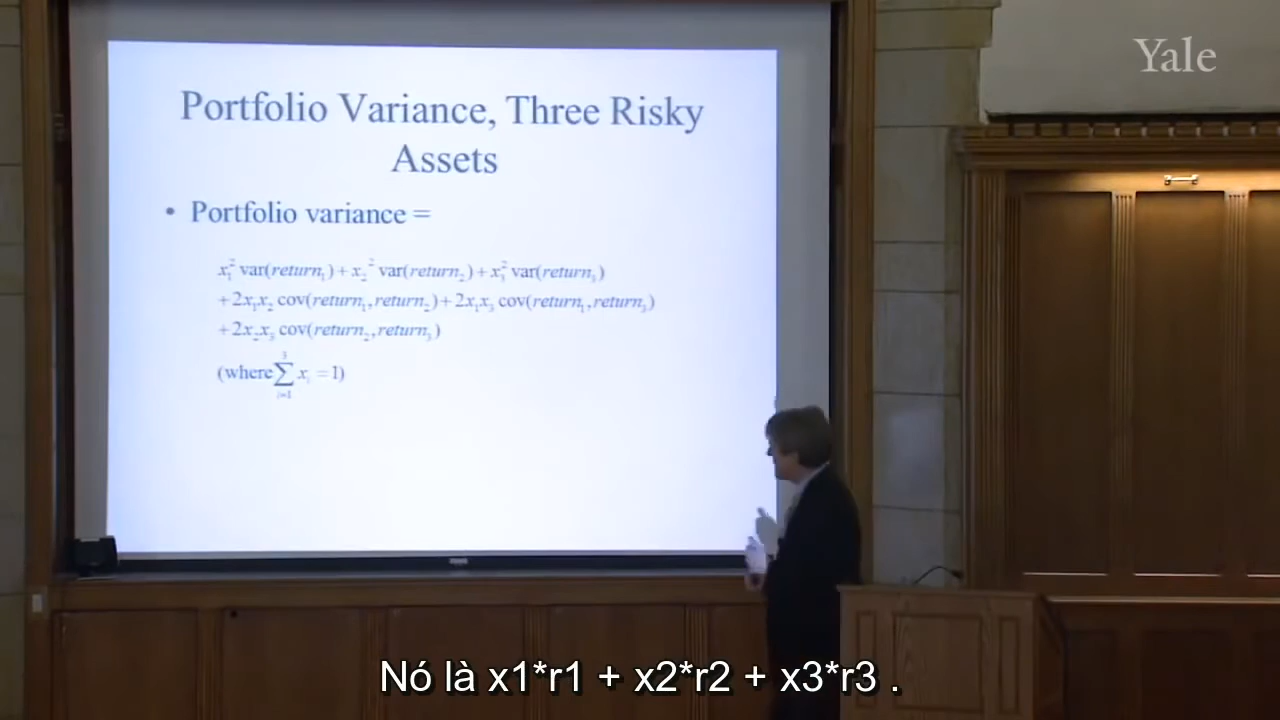 Yale
Portfolio Variance, Three Risky
Assets
• Portfolio variance =
x₁² var(return₁) + x₂² var(return₂) + x₃² var(return₃)
+ 2x₁x₂ cov(return₁, return₂) + 2x₁x₃ cov(return₁, return₃)
+ 2x₂x₃ cov(return₂, return₃)
(where ∑³ᵢ₌₁ xᵢ = 1)
Nó là x1*r1 + x2*r2 + x3*r3 .